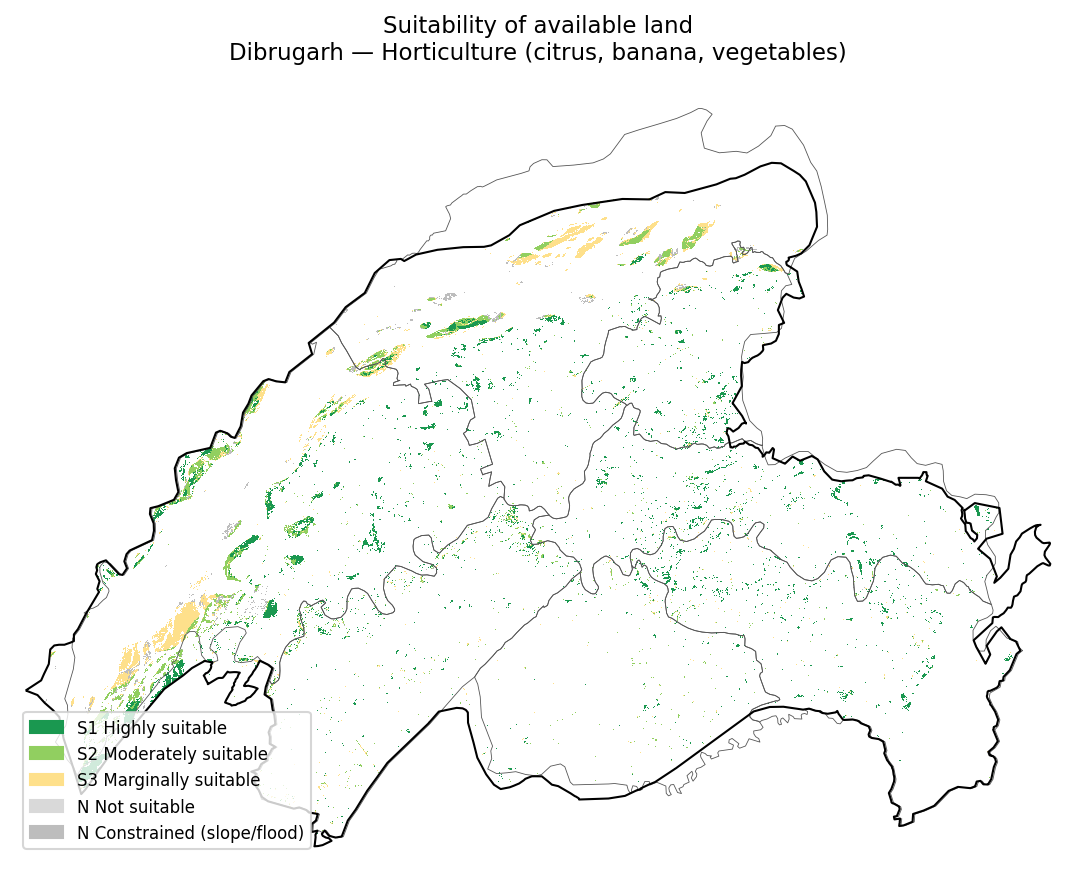 Suitability of available land
Dibrugarh — Horticulture (citrus, banana, vegetables)
S1 Highly suitable
S2 Moderately suitable
S3 Marginally suitable
N Not suitable
N Constrained (slope/flood)